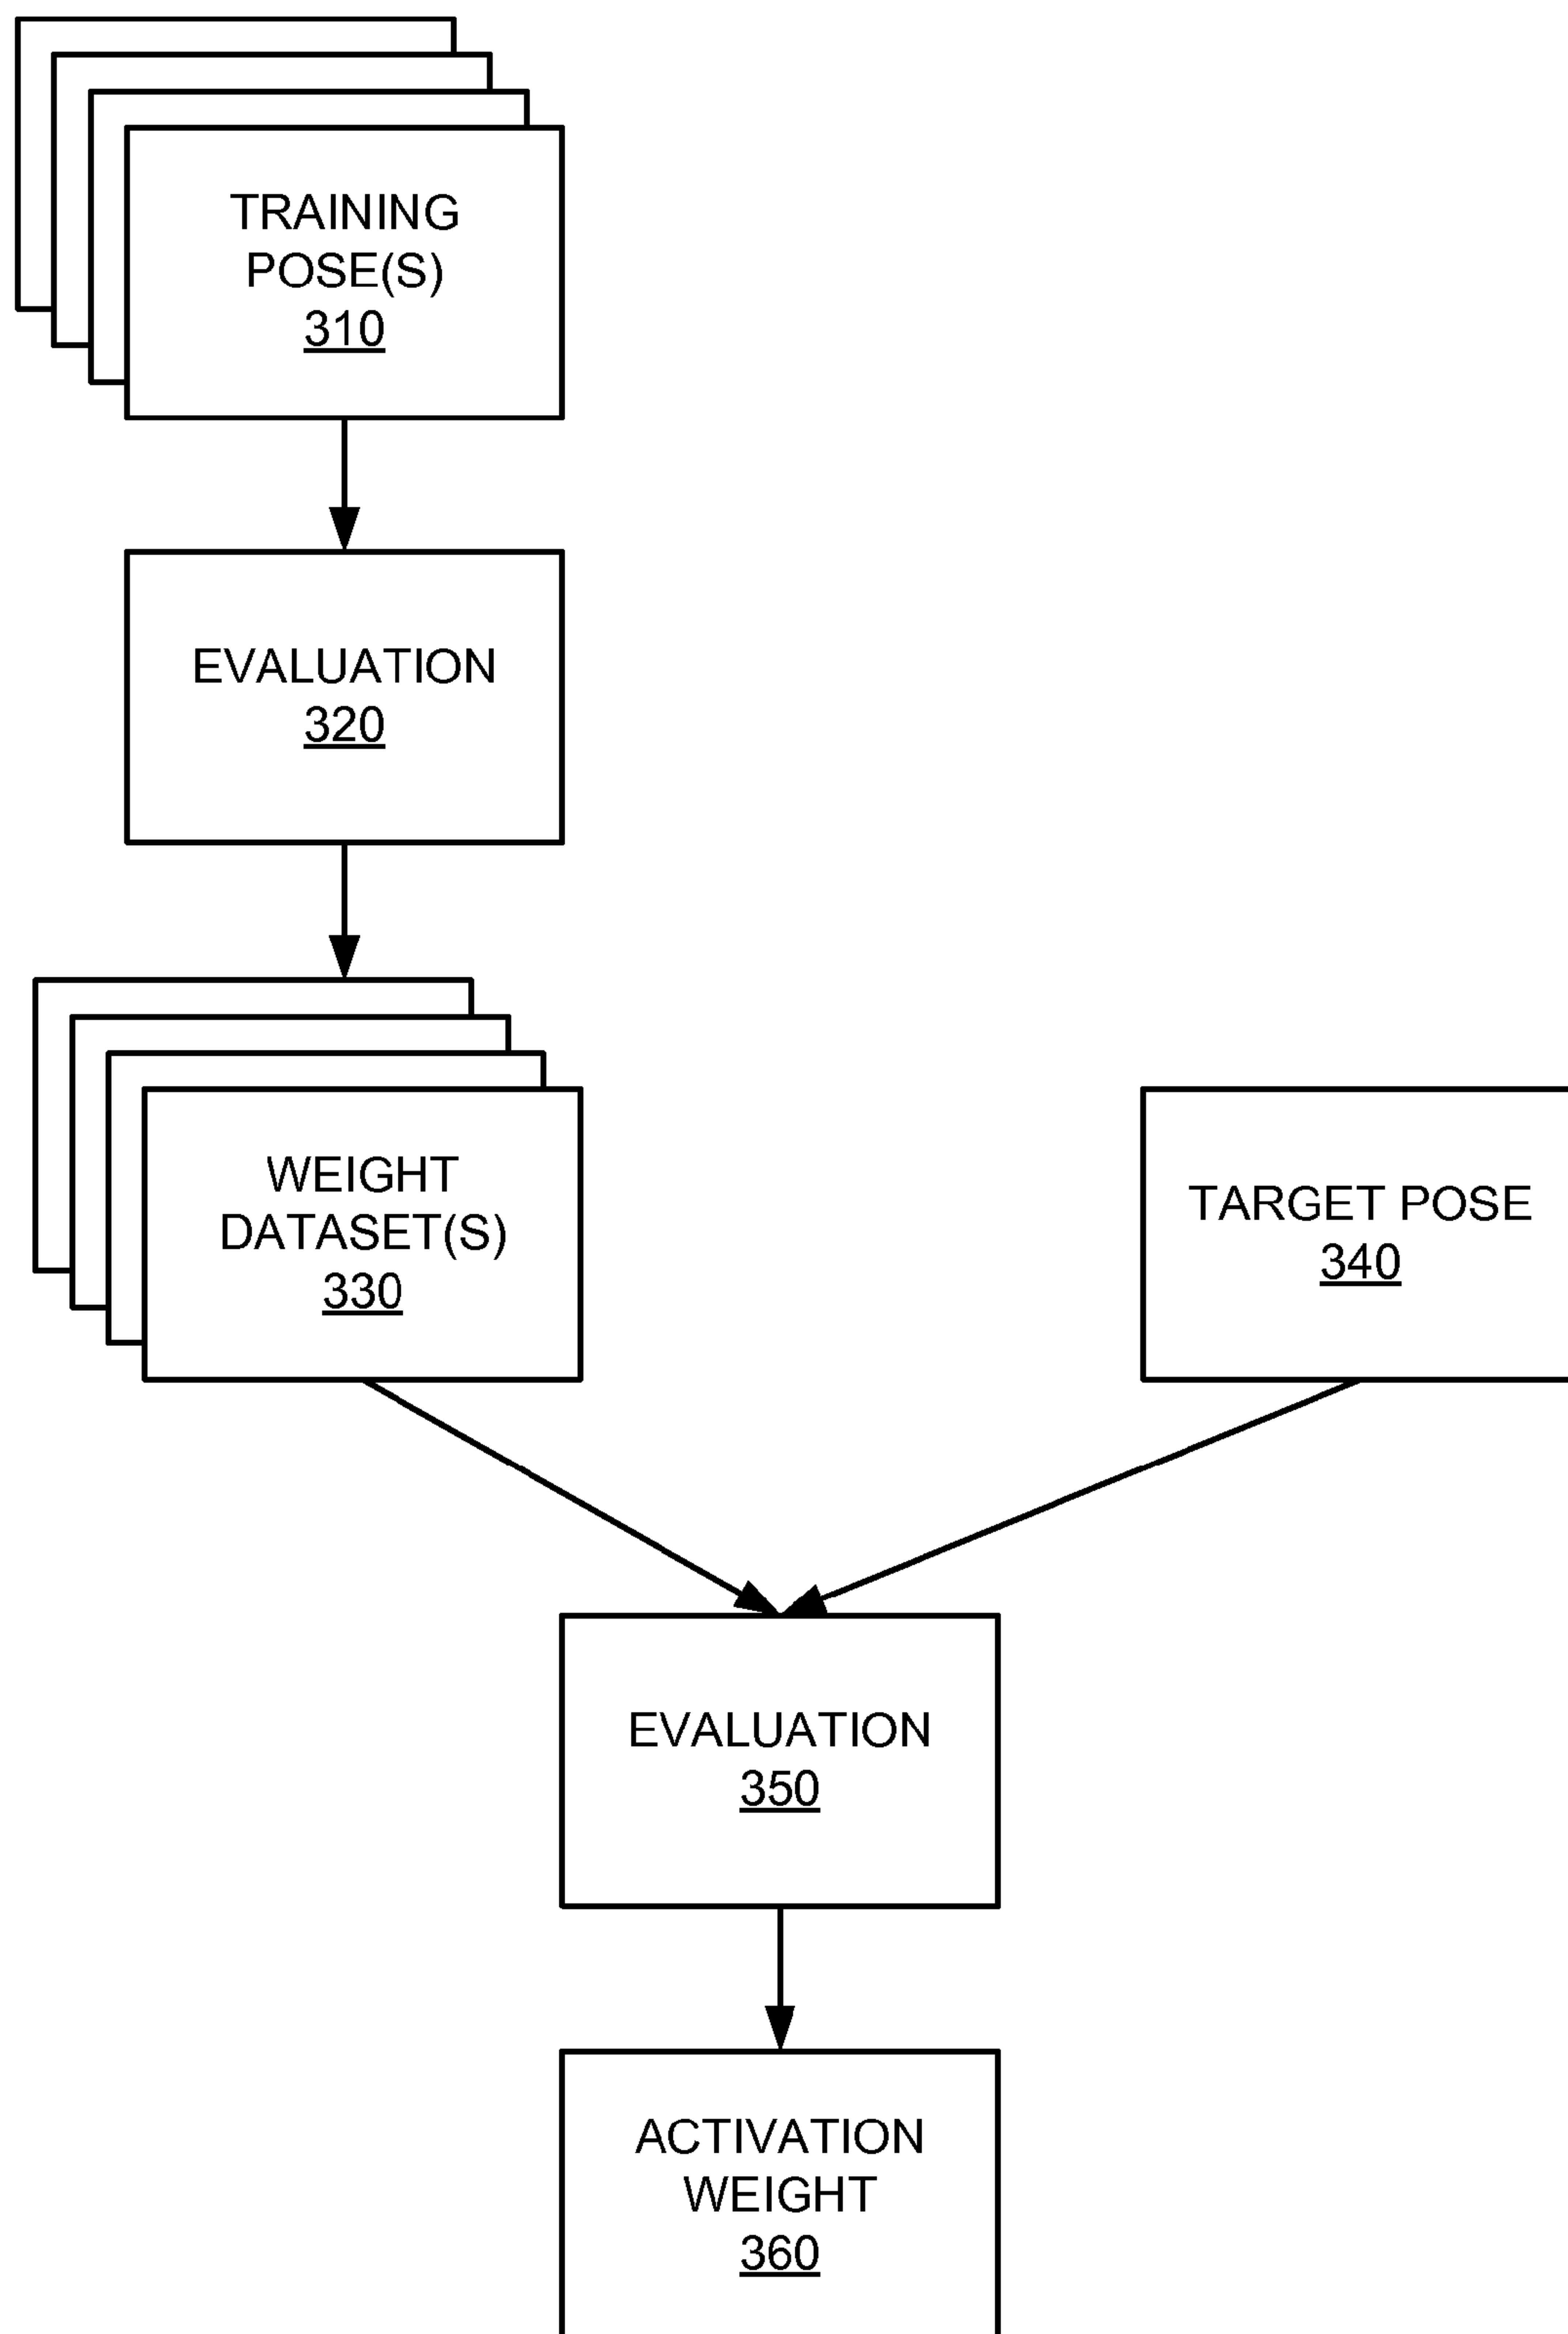 TRAINING
POSE(S)
310
EVALUATION
320
WEIGHT
DATASET(S)
330
TARGET POSE
340
EVALUATION
350
ACTIVATION
WEIGHT
360